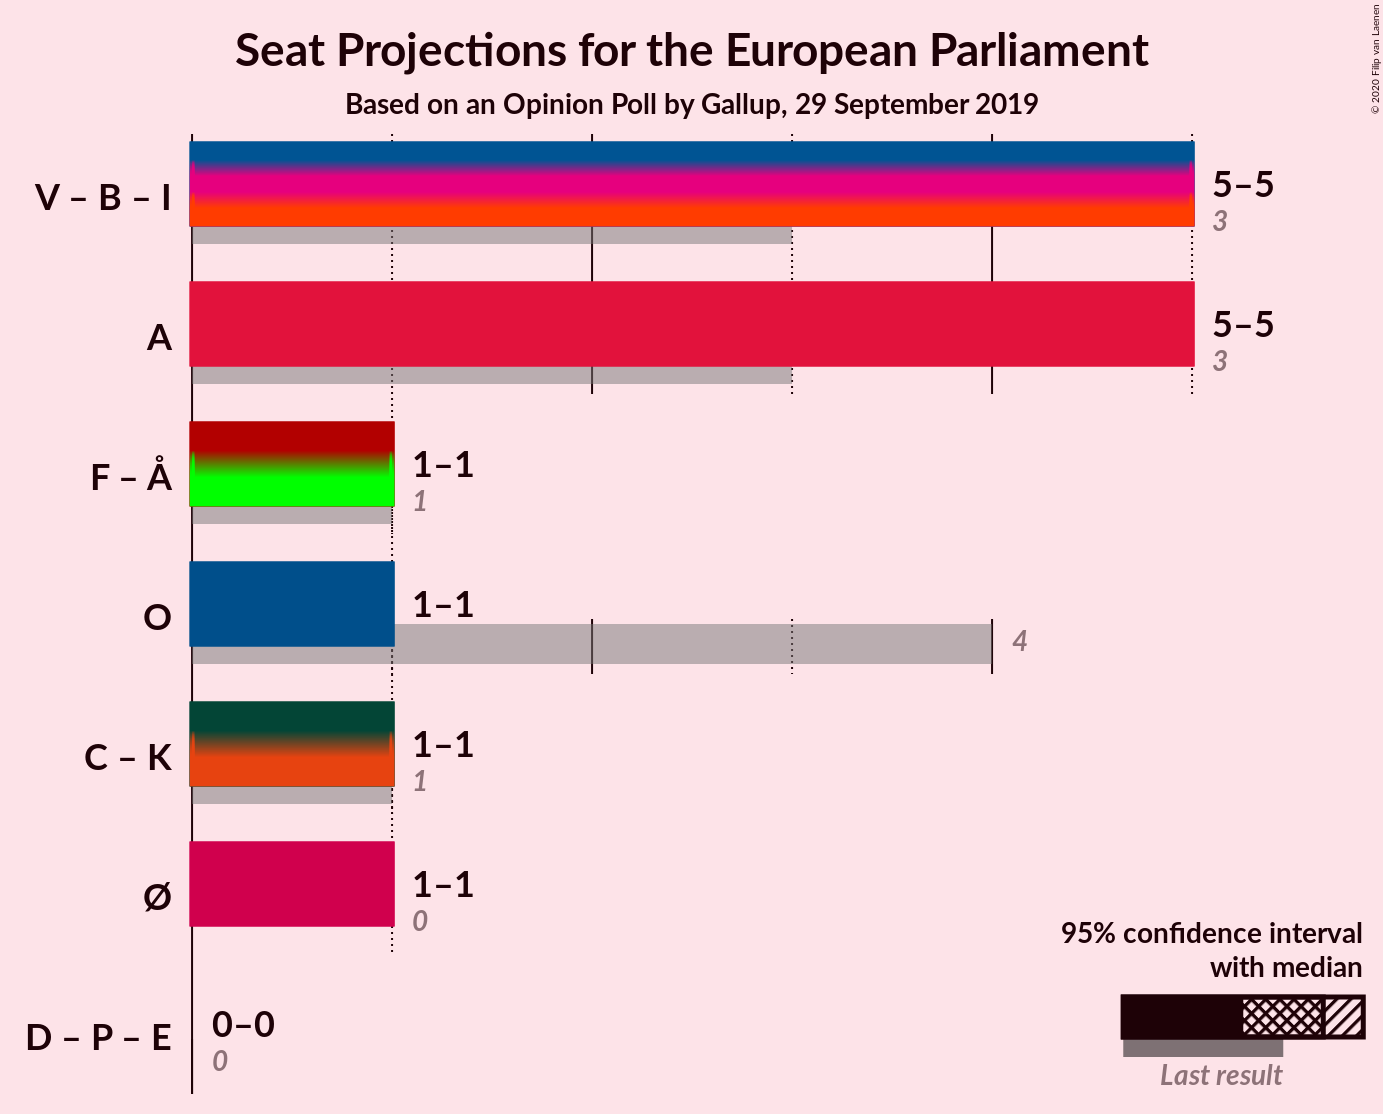 Seat Projections for the European Parliament
Based on an Opinion Poll by Gallup, 29 September 2019
© 2020 Filip van Laenen
V – B – I
5–5
3
A
5–5
3
F – Å
1–1
1
O
1–1
4
C – K
1–1
1
Ø
1–1
0
D – P – E
0–0
0
95% confidence interval
with median
Last result